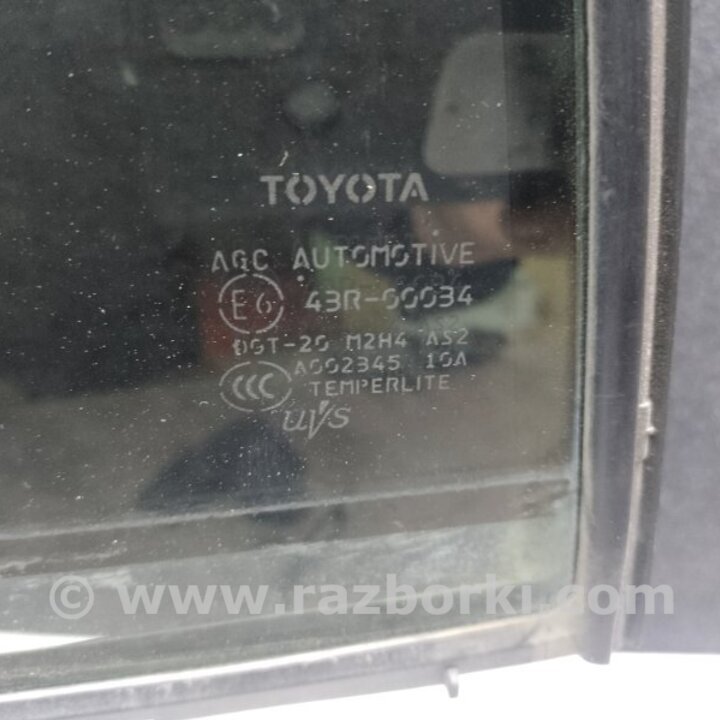 TOYOTA
AGC AUTOMOTIVE
E6 43R-00034
DOT-20 M2H4 AS2
A002345 10A
CCC TEMPERLITE
UVS
© www.razborki.com